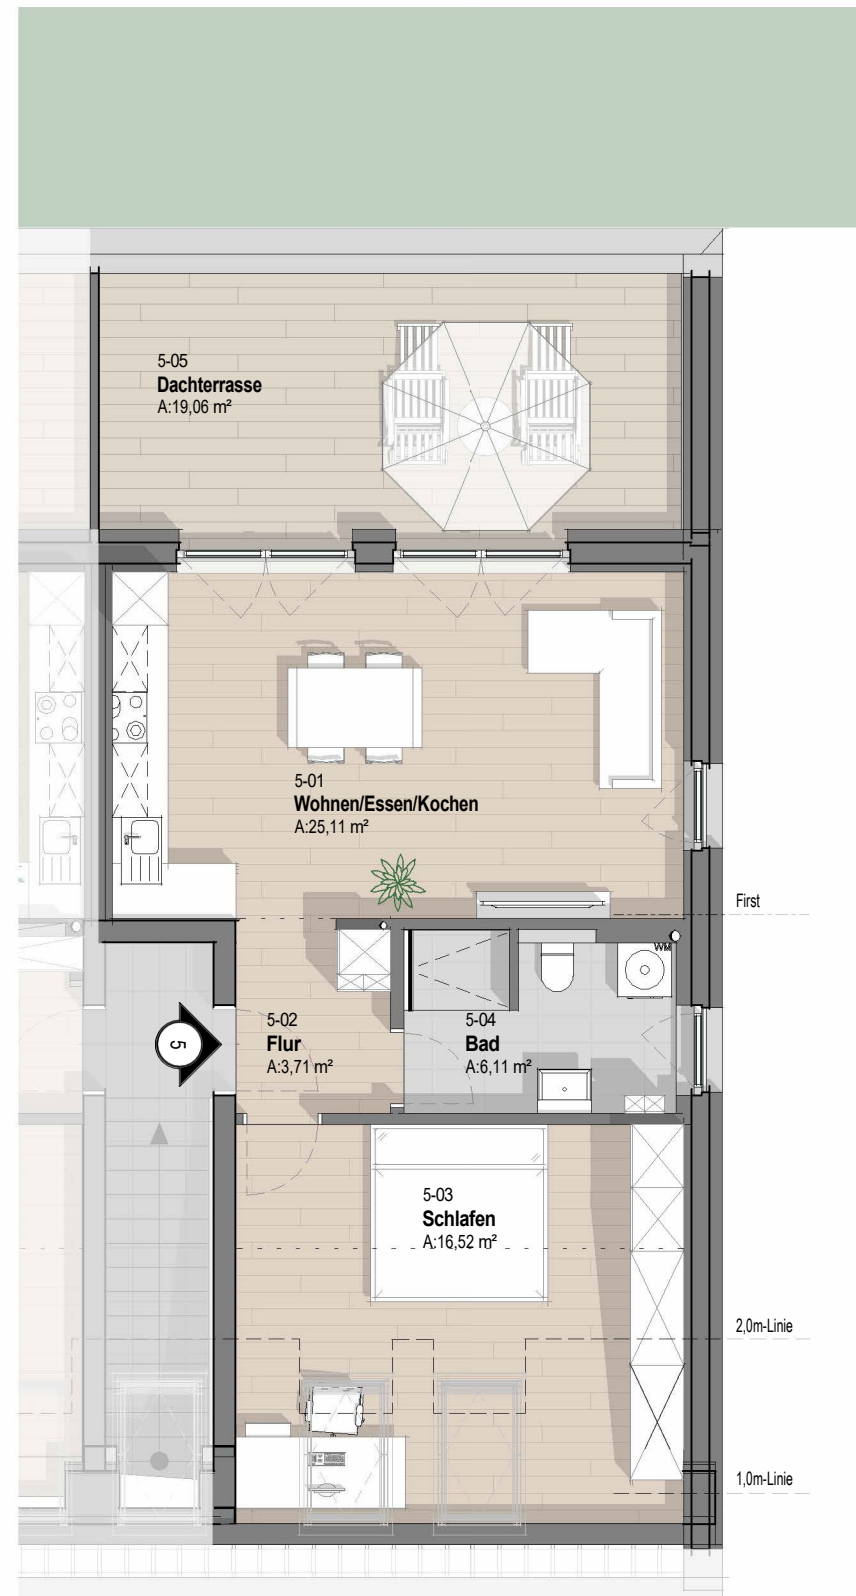 5-05
Dachterrasse
A:19,06 m²
5-01
Wohnen/Essen/Kochen
A:25,11 m²
First
WM
5-02
Flur
A:3,71 m²
5
5-04
Bad
A:6,11 m²
5-03
Schlafen
A:16,52 m²
2,0m-Linie
1,0m-Linie